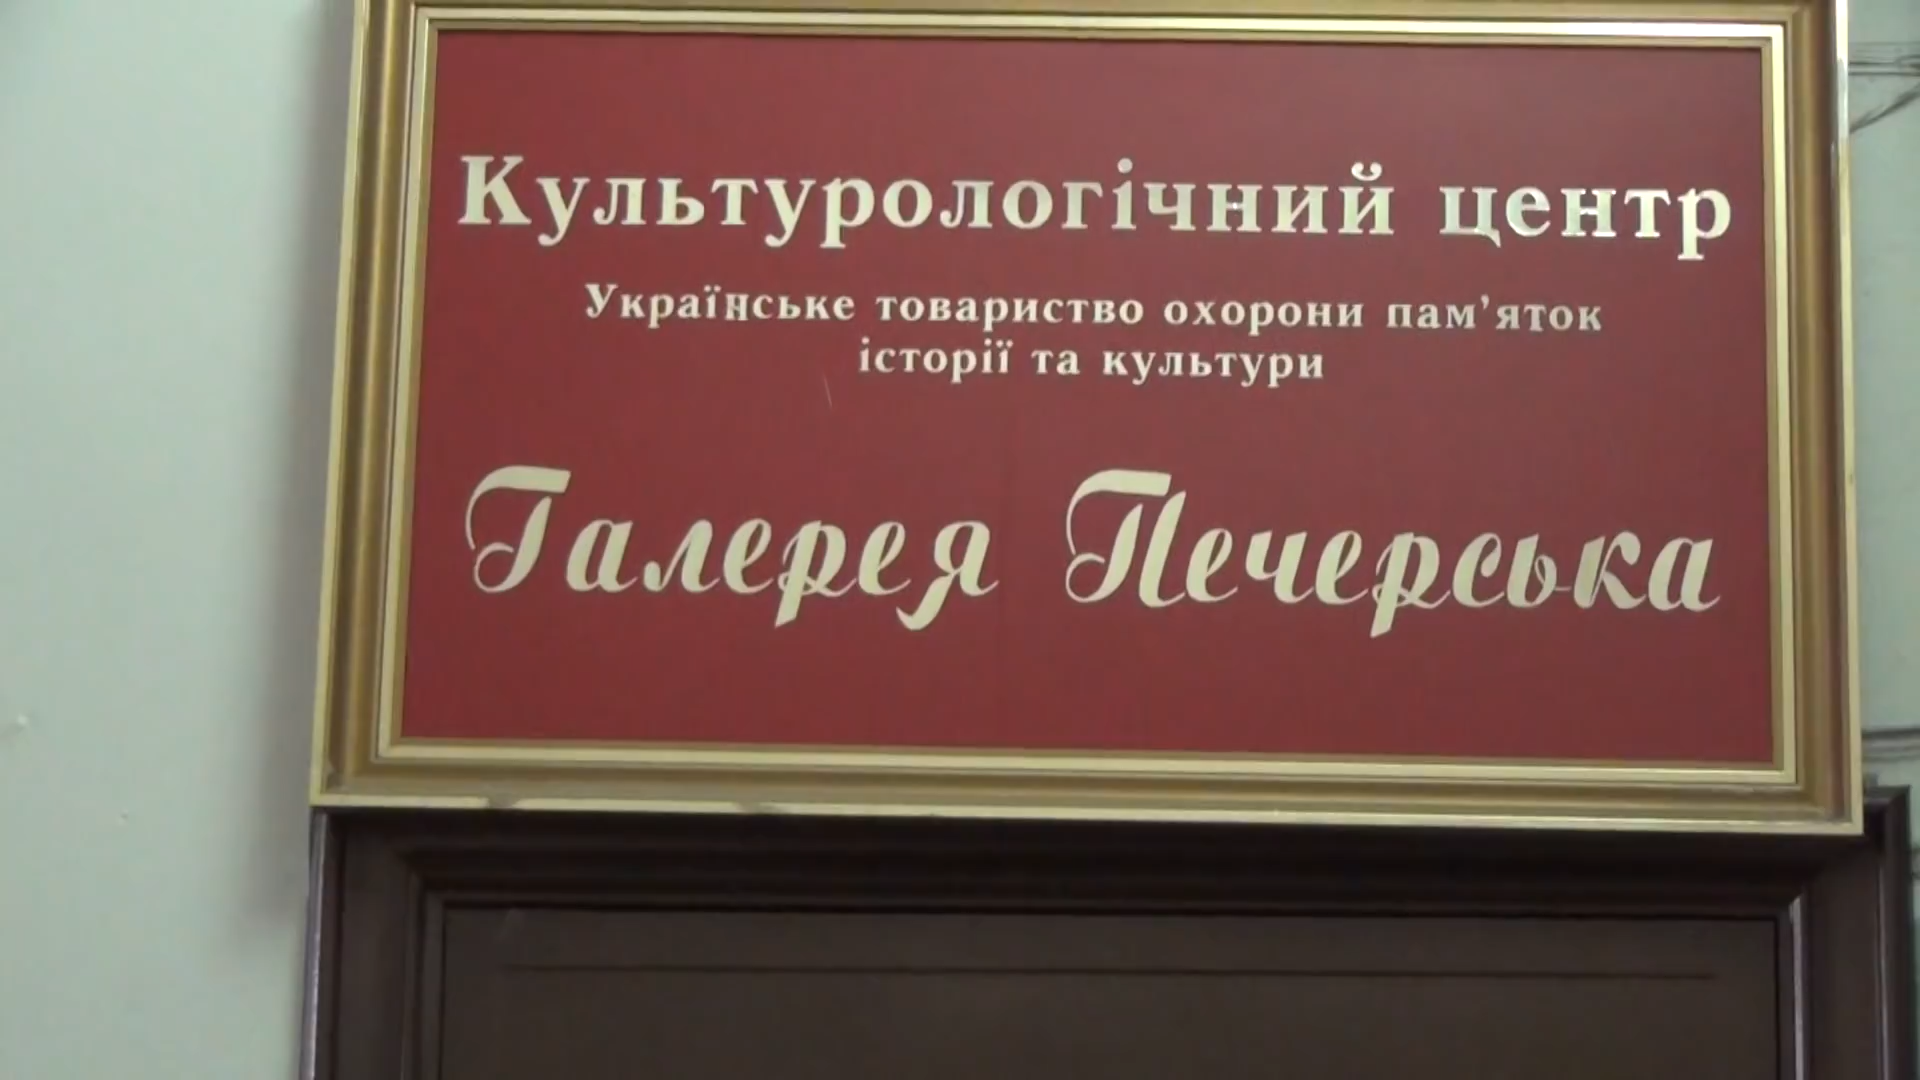 Культурологічний центр
Українське товариство охорони пам'яток
історії та культури
Галерея Печерська